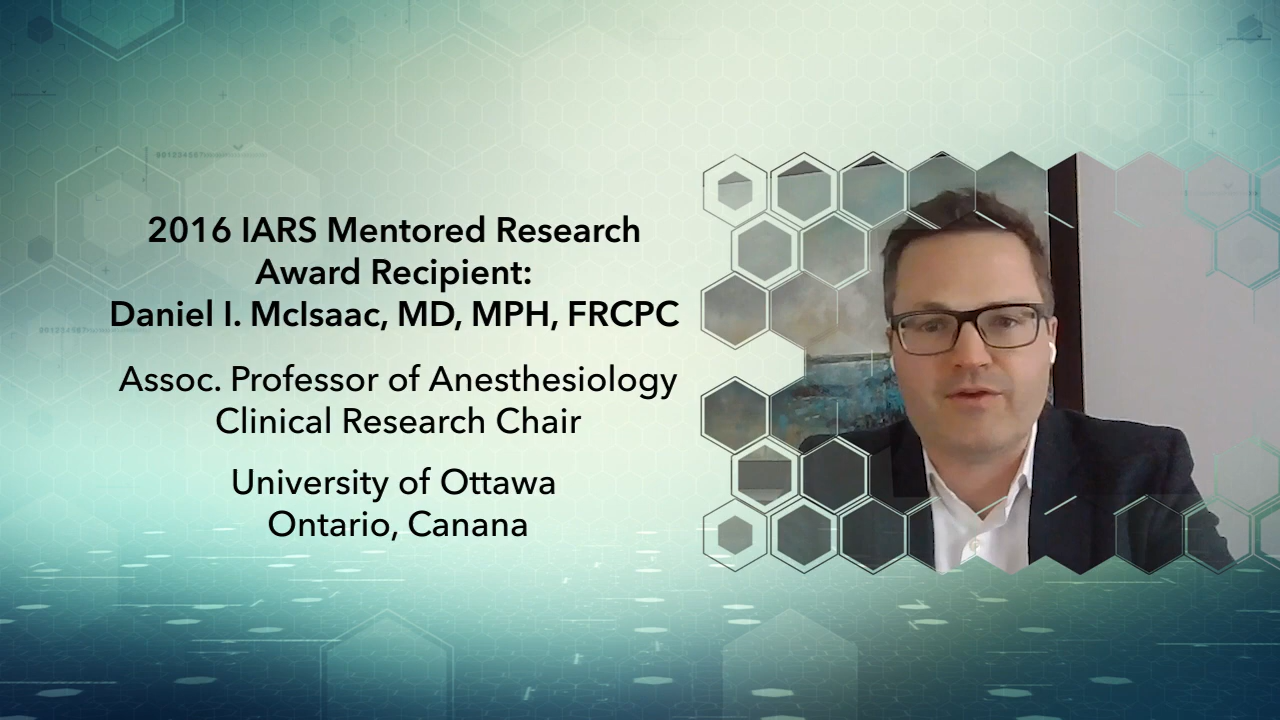 2016 IARS Mentored Research
Award Recipient:
Daniel I. McIsaac, MD, MPH, FRCPC
Assoc. Professor of Anesthesiology
Clinical Research Chair
University of Ottawa
Ontario, Canana